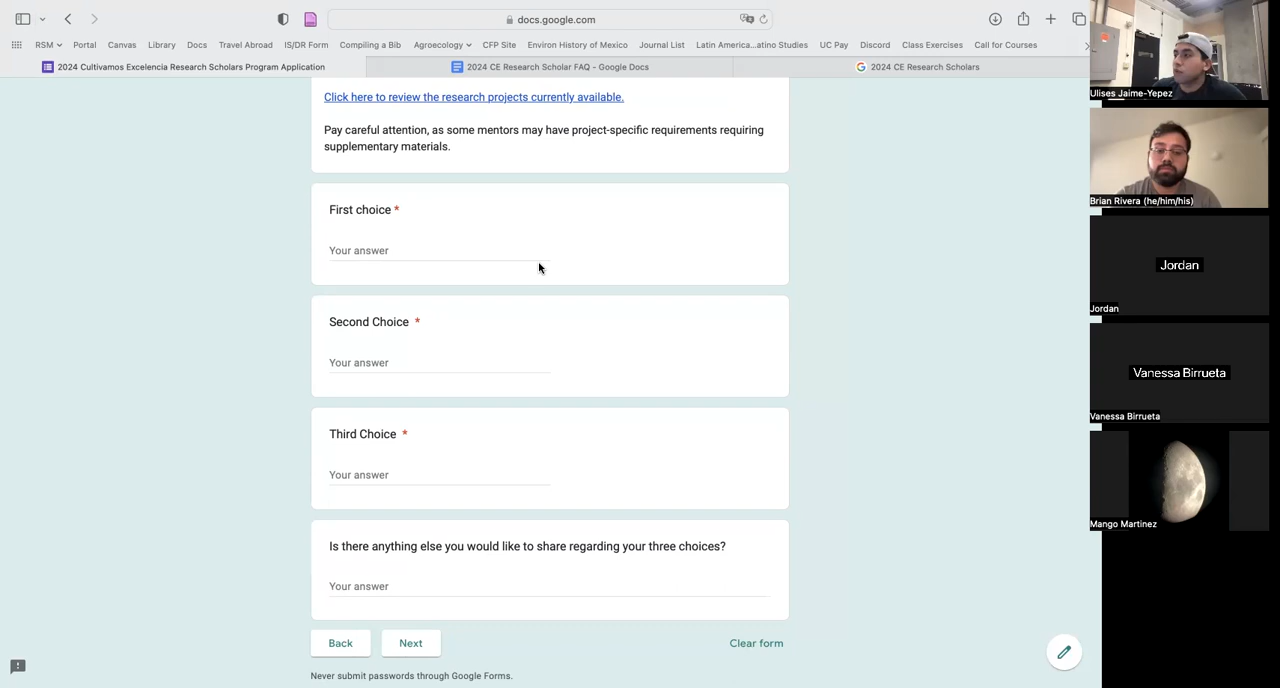 docs.google.com
RSM
Portal
Canvas
Library
Docs
Travel Abroad
IS/DR Form
Compiling a Bib
Agroecology
CFP Site
Environ History of Mexico
Journal List
Latin America...atino Studies
UC Pay
Discord
Class Exercises
Call for Courses
2024 Cultivamos Excelencia Research Scholars Program Application
2024 CE Research Scholar FAQ - Google Docs
2024 CE Research Scholars
Click here to review the research projects currently available.
Pay careful attention, as some mentors may have project-specific requirements requiring
supplementary materials.
First choice *
Your answer
Second Choice *
Your answer
Third Choice *
Your answer
Is there anything else you would like to share regarding your three choices?
Your answer
Back
Next
Clear form
Never submit passwords through Google Forms.
Ulises Jaime-Yepez
Brian Rivera (he/him/his)
Jordan
Jordan
Vanessa Birrueta
Vanessa Birrueta
Mango Martinez